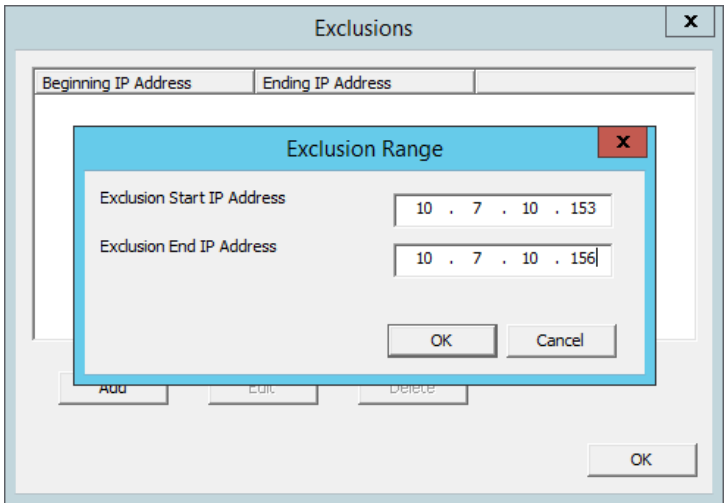 Exclusions
x
Beginning IP Address Ending IP Address
Exclusion Range
x
Exclusion Start IP Address 10 . 7 . 10 . 153
Exclusion End IP Address 10 . 7 . 10 . 156
OK Cancel
Add Edit Delete
OK